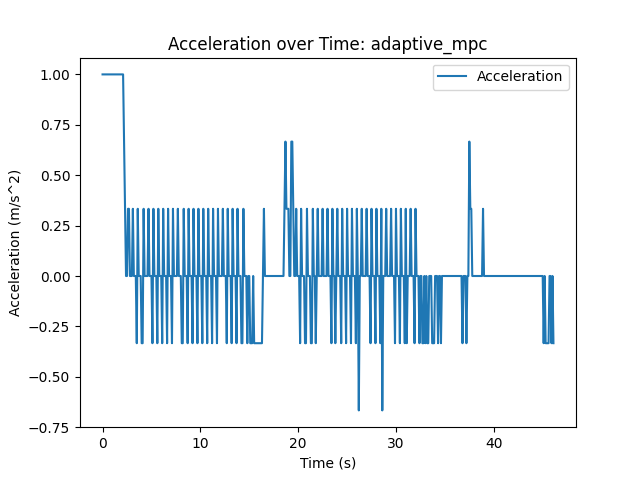 Acceleration over Time: adaptive_mpc
Acceleration
1.00
0.75
0.50
0.25
0.00
−0.25
−0.50
−0.75
Acceleration (m/s^2)
0 10 20 30 40
Time (s)